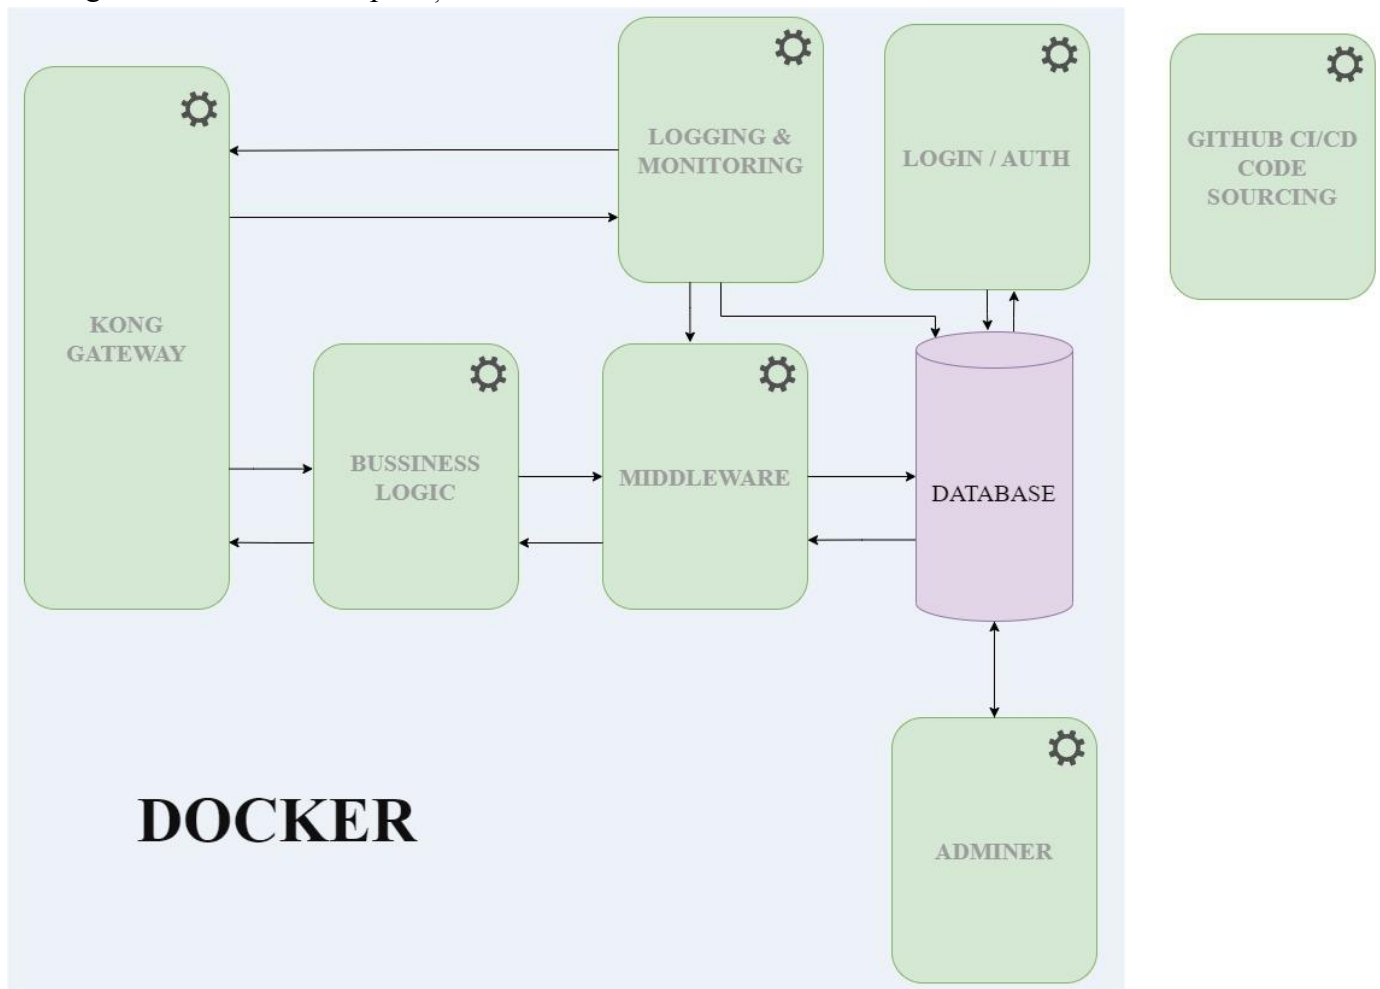 LOGGING &
MONITORING
LOGIN / AUTH
GITHUB CI/CD
CODE
SOURCING
KONG
GATEWAY
BUSSINESS
LOGIC
MIDDLEWARE
DATABASE
DOCKER
ADMINER